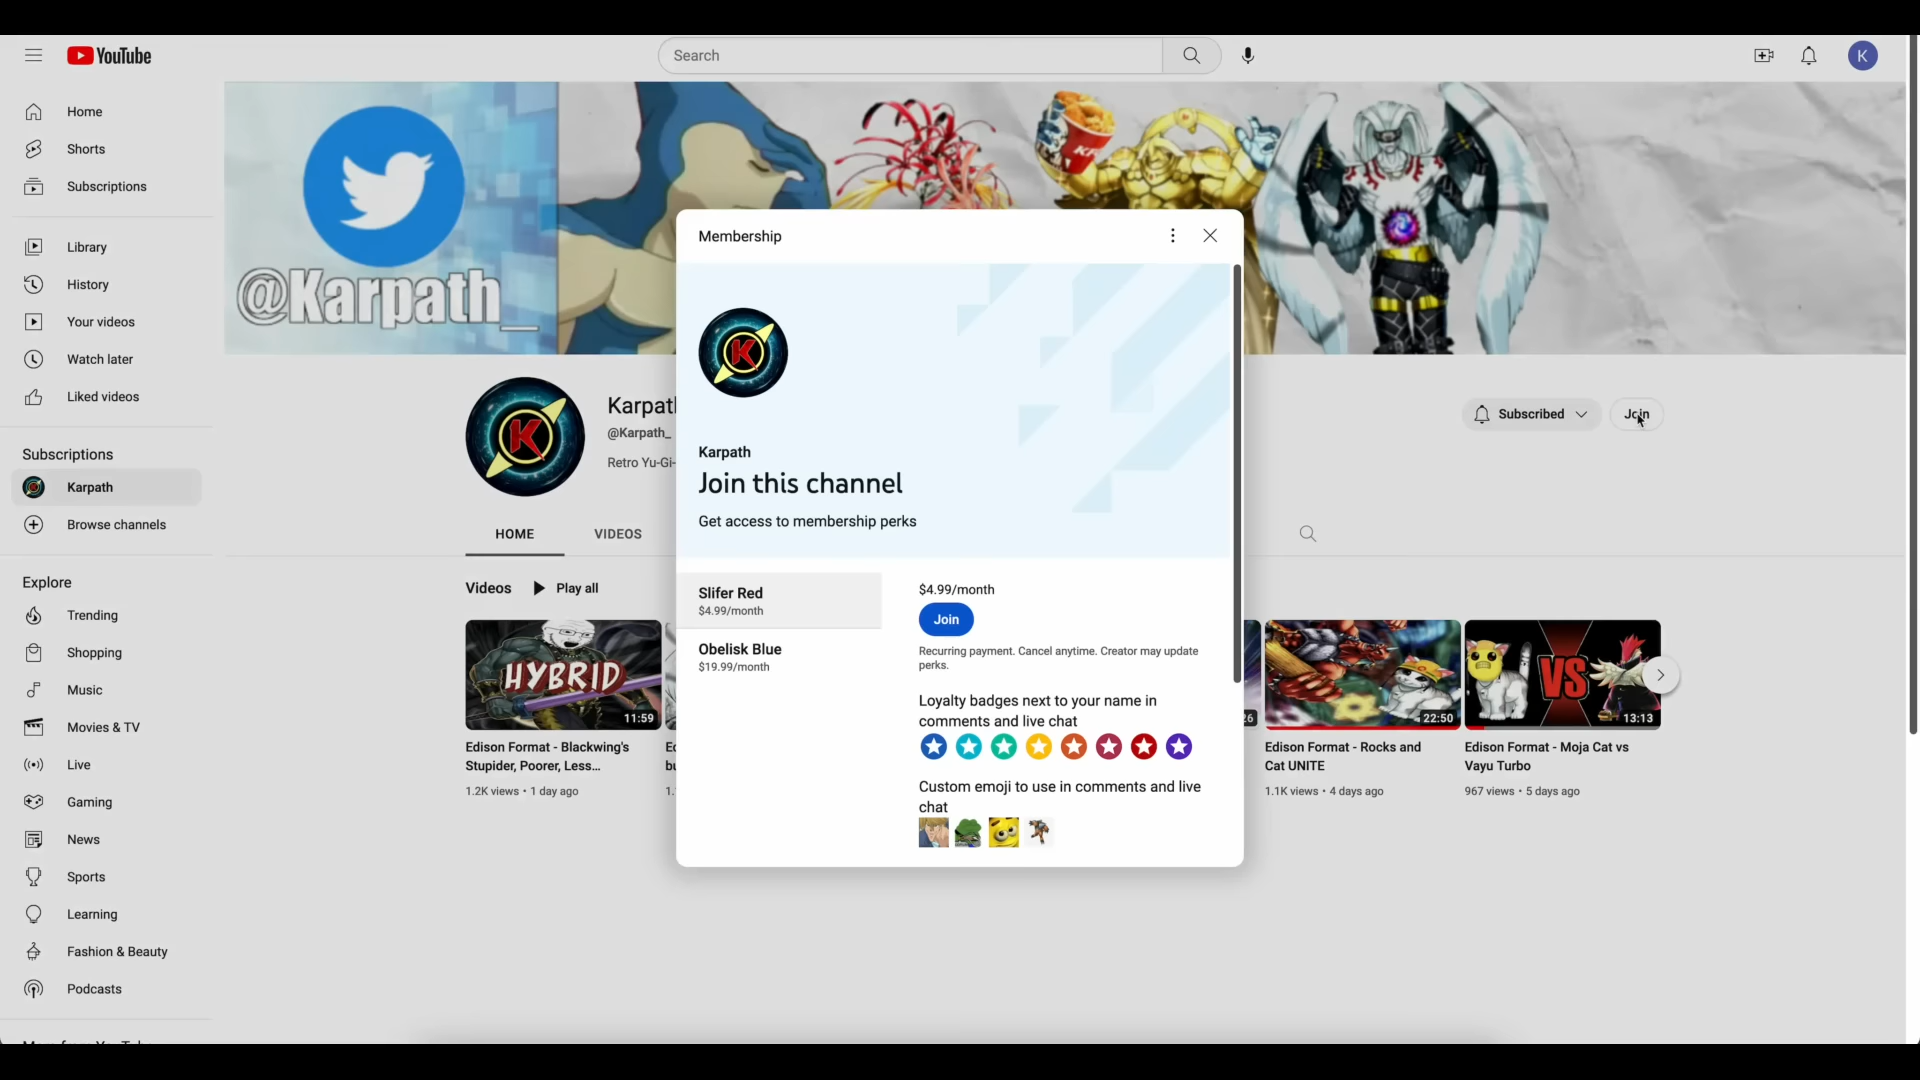 YouTube
Search
K
Home
Shorts
Subscriptions
Library
History
Your videos
Watch later
Liked videos
Subscriptions
Karpath
Browse channels
Explore
Trending
Shopping
Music
Movies & TV
Live
Gaming
News
Sports
Learning
Fashion & Beauty
Podcasts
@Karpath_
K
@Karpath_
Retro Yu-Gi-
Subscribed
Join
HOME
VIDEOS
Videos
Play all
HYBRID
11:59
Edison Format - Blackwing's
Stupider, Poorer, Less...
1.2K views • 1 day ago
Membership
K
Karpath
Join this channel
Get access to membership perks
Slifer Red
$4.99/month
Obelisk Blue
$19.99/month
$4.99/month
Join
Recurring payment. Cancel anytime. Creator may update
perks.
Loyalty badges next to your name in
comments and live chat
Custom emoji to use in comments and live
chat
22:50
Edison Format - Rocks and
Cat UNITE
1.1K views • 4 days ago
VS
13:13
Edison Format - Moja Cat vs
Vayu Turbo
967 views • 5 days ago